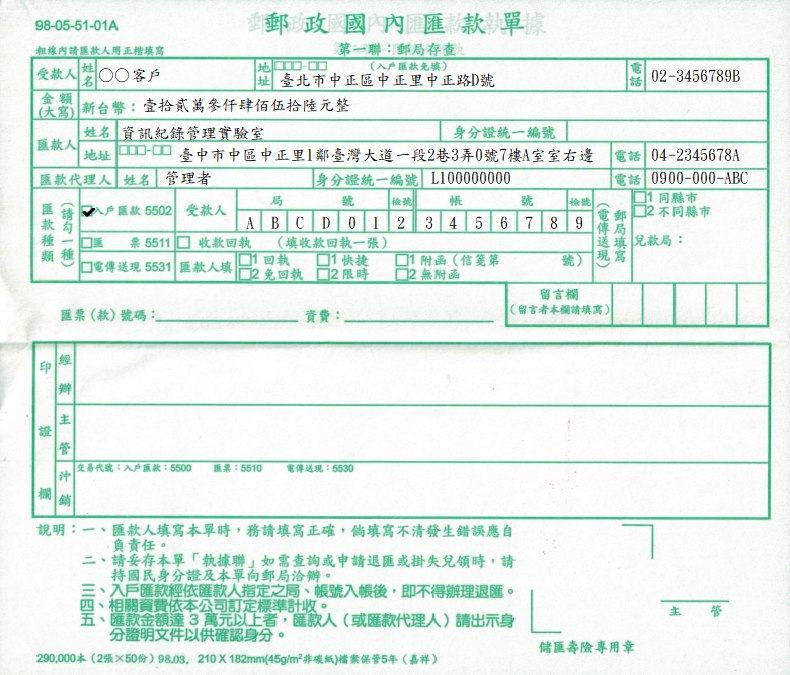 98-05-51-01A
郵政國內匯款單
粗線內請匯款人用正楷填寫
第一聯：郵局存查
受款人 姓名 〇〇客戶 地址 □□□-□□ (入戶匯款免填) 臺北市中正區中正里中正路D號 電話 02-3456789B
金額(大寫) 新台幣：壹拾貳萬參仟肆佰伍拾陸元整
匯款人 姓名 資訊紀錄管理實驗室 身分證統一編號
地址 □□□-□□ 臺中市中區中正里1鄰臺灣大道一段2巷3弄0號7樓A室室右邊 電話 04-2345678A
匯款代理人 姓名 管理者 身分證統一編號 L100000000 電話 0900-000-ABC
匯款種類 (請勾一種)
入戶匯款 5502 受款人 局號 檢號 帳號 檢號
A B C D 0 1 2 3 4 5 6 7 8 9
□匯票 5511 □ 收款回執 (填收款回執一張)
□電傳送現 5531 匯款人填 □1 回執 □1 快捷 □1 附函 (信箋第 號)
□2 免回執 □2 限時 □2 無附函
郵局填寫 (電傳送現)
□1 同縣市
□2 不同縣市
兌款局：
匯票(款)號碼： 資費：
留言欄
(留言者本欄請填寫)
印證欄
經辦
主管
沖銷
交易代號：入戶匯款：5500 匯票：5510 電傳送現：5530
說明：一、匯款人填寫本單時，務請填寫正確，倘填寫不清發生錯誤應自
負責任。
二、請妥存本單「執據聯」如需查詢或申請退匯或掛失兌領時，請
持國民身分證及本單向郵局洽辦。
三、入戶匯款經依匯款人指定之局、帳號入帳後，即不得辦理退匯。
四、相關資費依本公司訂定標準計收。
五、匯款金額達 3 萬元以上者，匯款人（或匯款代理人）請出示身
分證明文件以供確認身分。
主管
儲匯壽險專用章
290,000本 (2張×50份) 98.03. 210 X 182mm(45g/m²非碳紙)檔案保管5年 (嘉祥)